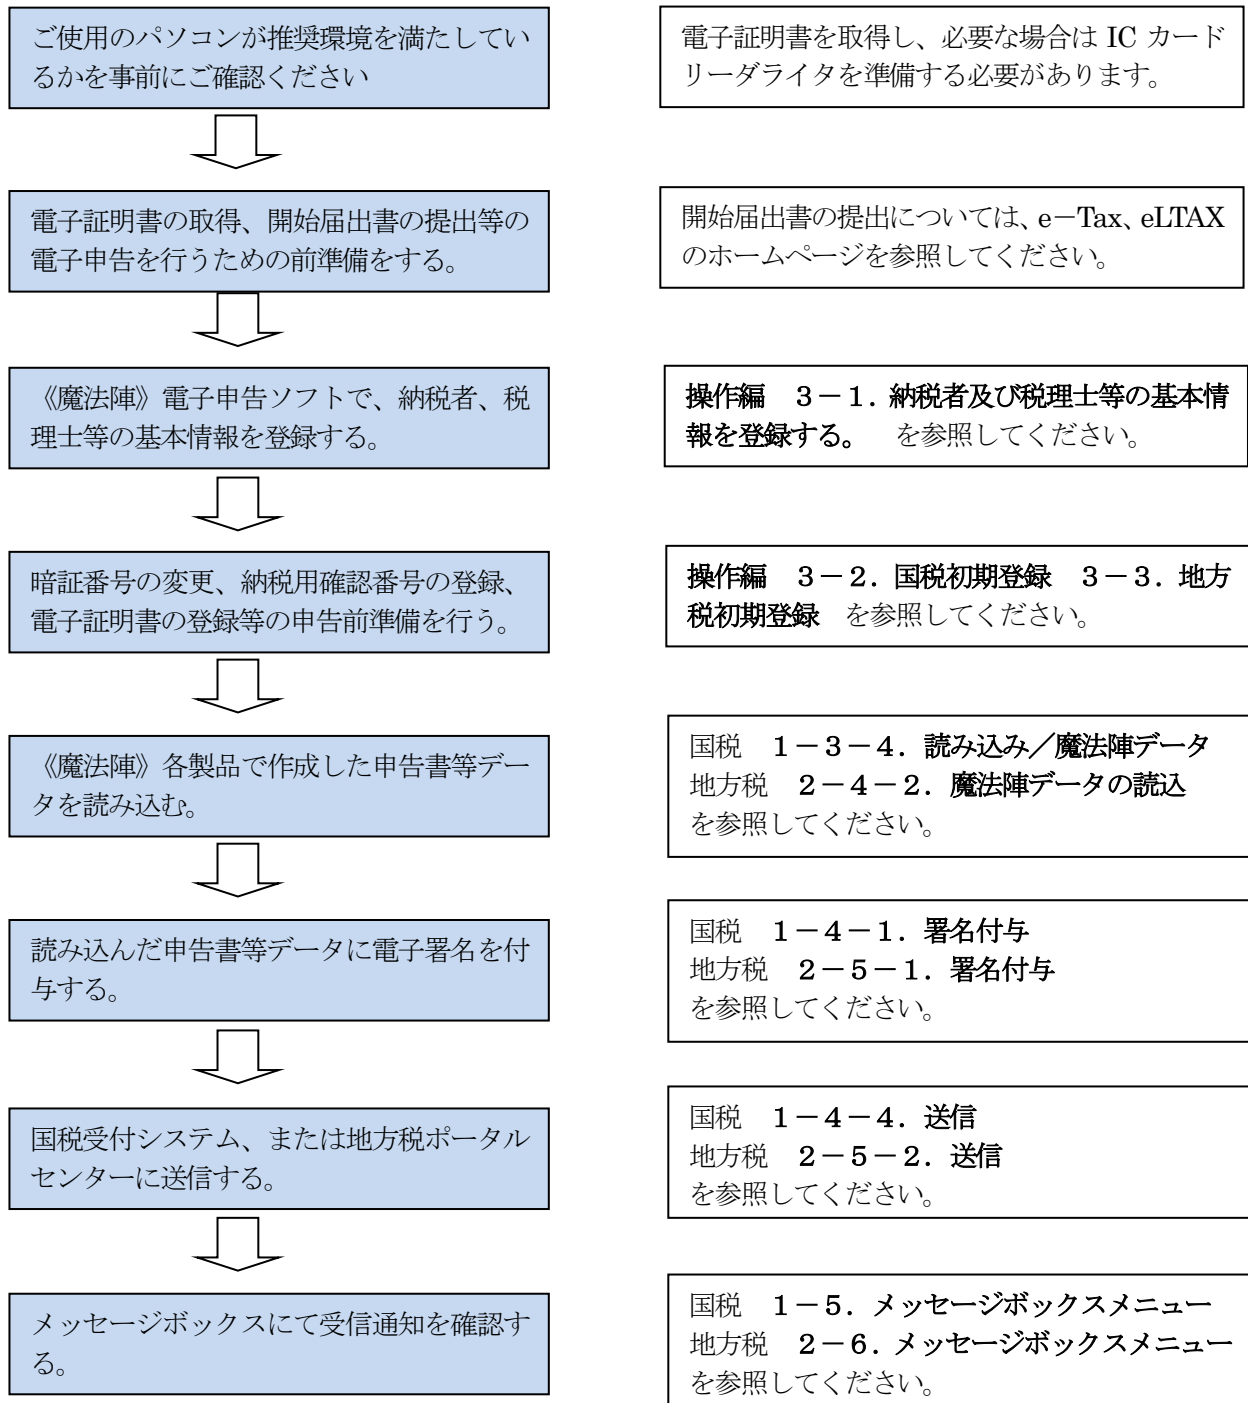 ご使用のパソコンが推奨環境を満たしてい
るかを事前にご確認ください
電子証明書を取得し、必要な場合は IC カード
リーダライタを準備する必要があります。
電子証明書の取得、開始届出書の提出等の
電子申告を行うための前準備をする。
開始届出書の提出については、e－Tax、eLTAX
のホームページを参照してください。
《魔法陣》電子申告ソフトで、納税者、税
理士等の基本情報を登録する。
操作編　３－１．納税者及び税理士等の基本情
報を登録する。　を参照してください。
暗証番号の変更、納税用確認番号の登録、
電子証明書の登録等の申告前準備を行う。
操作編　３－２．国税初期登録　３－３．地方
税初期登録　を参照してください。
《魔法陣》各製品で作成した申告書等デー
タを読み込む。
国税　１－３－４．読み込み／魔法陣データ
地方税　２－４－２．魔法陣データの読込
を参照してください。
読み込んだ申告書等データに電子署名を付
与する。
国税　１－４－１．署名付与
地方税　２－５－１．署名付与
を参照してください。
国税受付システム、または地方税ポータル
センターに送信する。
国税　１－４－４．送信
地方税　２－５－２．送信
を参照してください。
メッセージボックスにて受信通知を確認す
る。
国税　１－５．メッセージボックスメニュー
地方税　２－６．メッセージボックスメニュー
を参照してください。